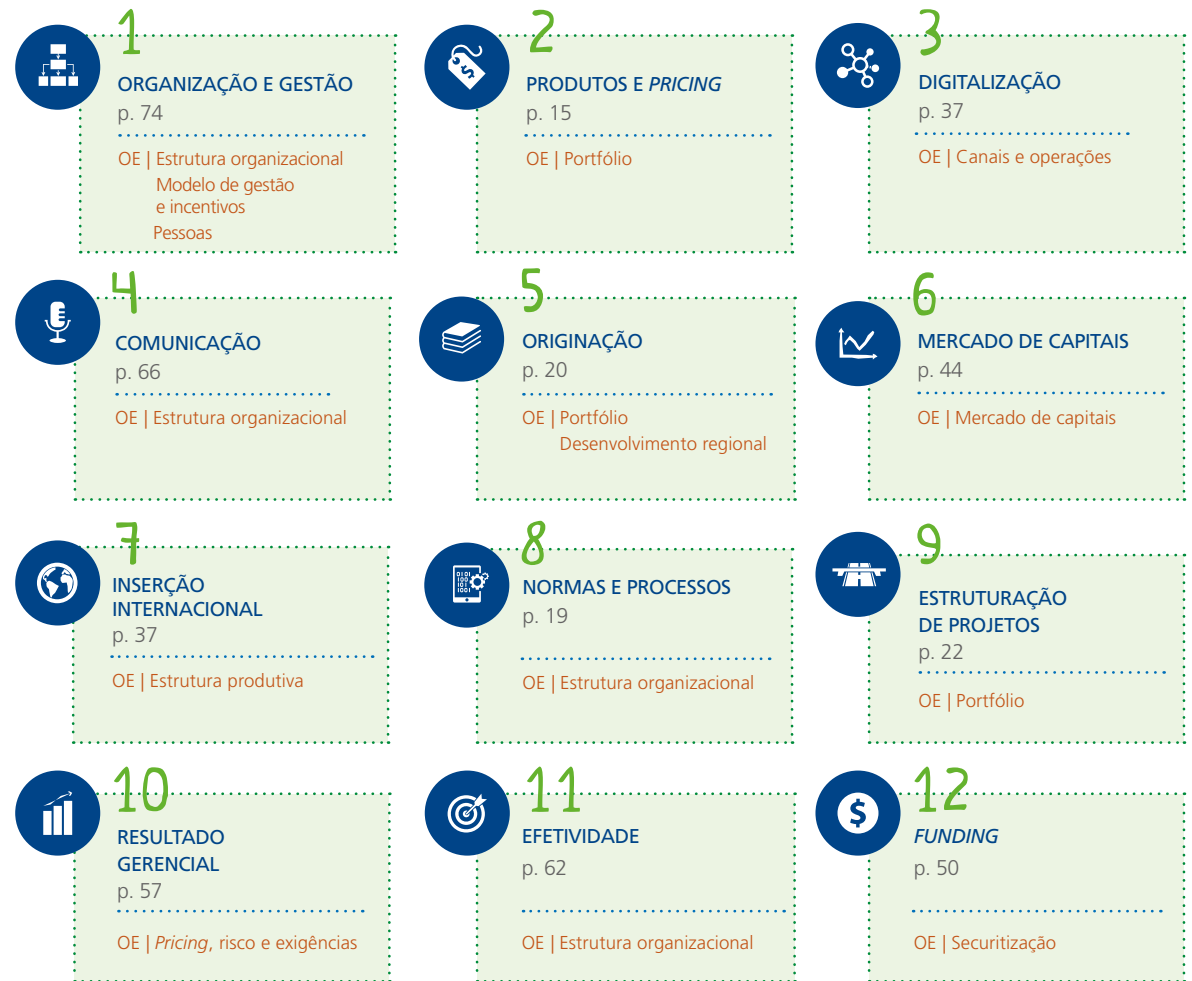 1
ORGANIZAÇÃO E GESTÃO
p. 74
OE | Estrutura organizacional
Modelo de gestão
e incentivos
Pessoas
2
PRODUTOS E PRICING
p. 15
OE | Portfólio
3
DIGITALIZAÇÃO
p. 37
OE | Canais e operações
4
COMUNICAÇÃO
p. 66
OE | Estrutura organizacional
5
ORIGINAÇÃO
p. 20
OE | Portfólio
Desenvolvimento regional
6
MERCADO DE CAPITAIS
p. 44
OE | Mercado de capitais
7
INSERÇÃO
INTERNACIONAL
p. 37
OE | Estrutura produtiva
8
NORMAS E PROCESSOS
p. 19
OE | Estrutura organizacional
9
ESTRUTURAÇÃO
DE PROJETOS
p. 22
OE | Portfólio
10
RESULTADO
GERENCIAL
p. 57
OE | Pricing, risco e exigências
11
EFETIVIDADE
p. 62
OE | Estrutura organizacional
12
FUNDING
p. 50
OE | Securitização